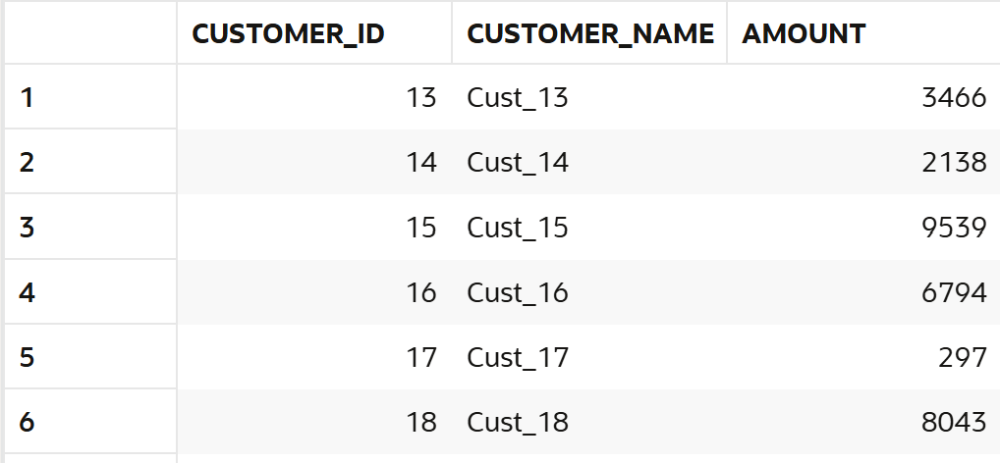 CUSTOMER_ID CUSTOMER_NAME AMOUNT
1 13 Cust_13 3466
2 14 Cust_14 2138
3 15 Cust_15 9539
4 16 Cust_16 6794
5 17 Cust_17 297
6 18 Cust_18 8043